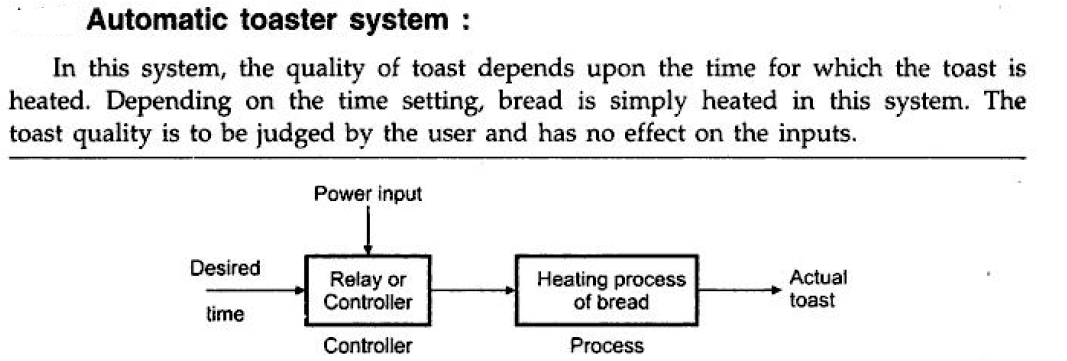 Automatic toaster system :
In this system, the quality of toast depends upon the time for which the toast is
heated. Depending on the time setting, bread is simply heated in this system. The
toast quality is to be judged by the user and has no effect on the inputs.
Power input
Desired
time
Relay or
Controller
Controller
Heating process
of bread
Process
Actual
toast